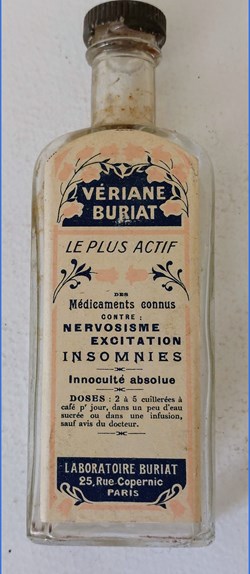 VÉRIANE
BURIAT
LE PLUS ACTIF
DES
Médicaments connus
CONTRE :
NERVOSISME
EXCITATION
INSOMNIES
Innocuité absolue
DOSES : 2 à 5 cuillerées à
café pr jour, dans un peu d'eau
sucrée ou dans une infusion,
sauf avis du docteur.
LABORATOIRE BURIAT
25, Rue Copernic
PARIS